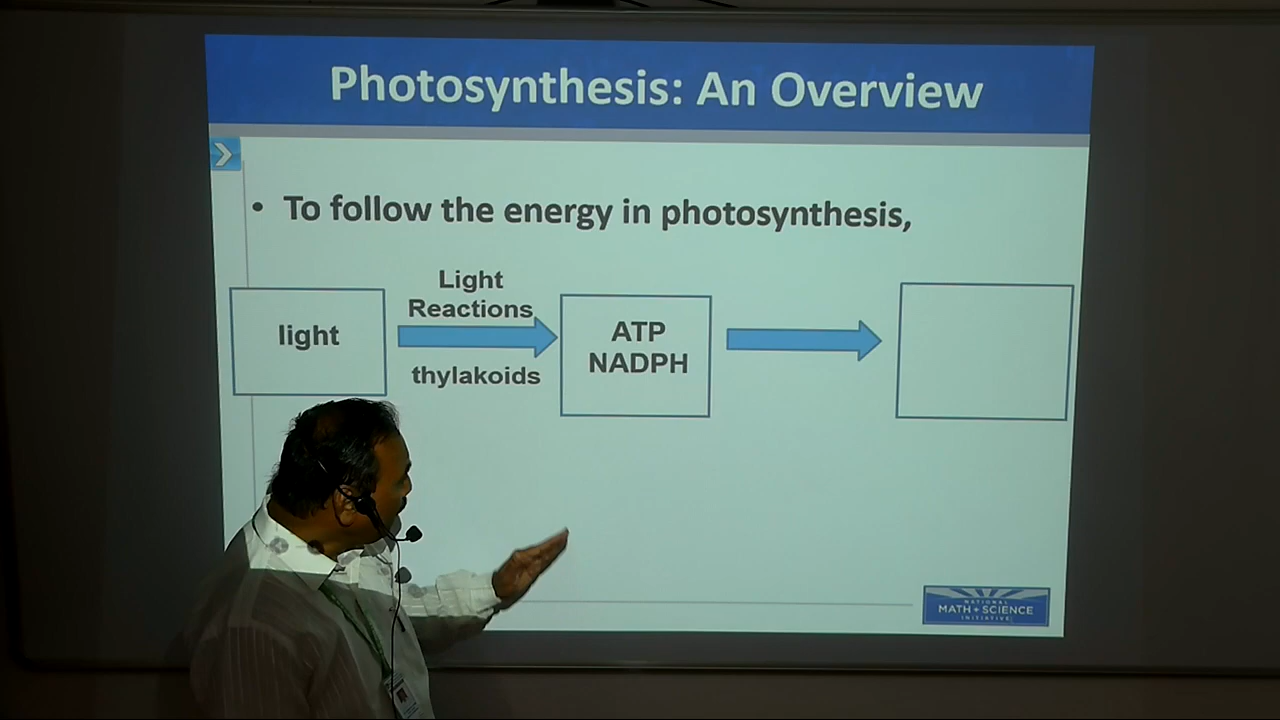 Photosynthesis: An Overview
• To follow the energy in photosynthesis,
Light
Reactions
light
thylakoids
ATP
NADPH
NATIONAL
MATH + SCIENCE
INITIATIVE